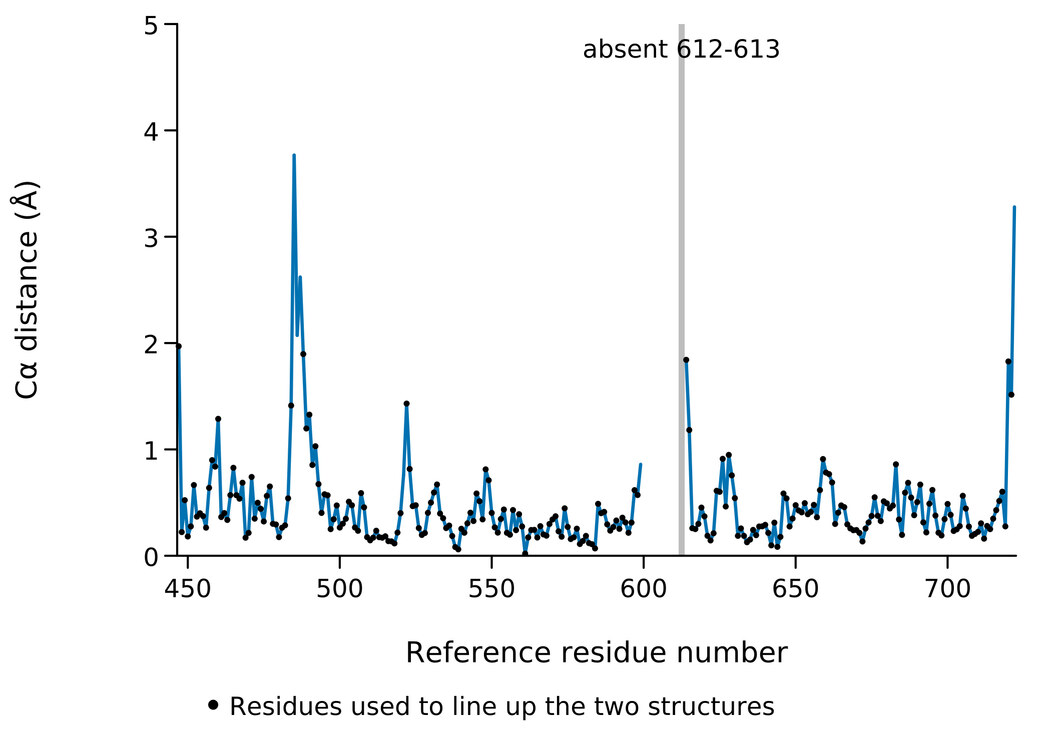 Cα distance (Å)
5
4
3
2
1
0
absent 612-613
450 500 550 600 650 700
Reference residue number
Residues used to line up the two structures